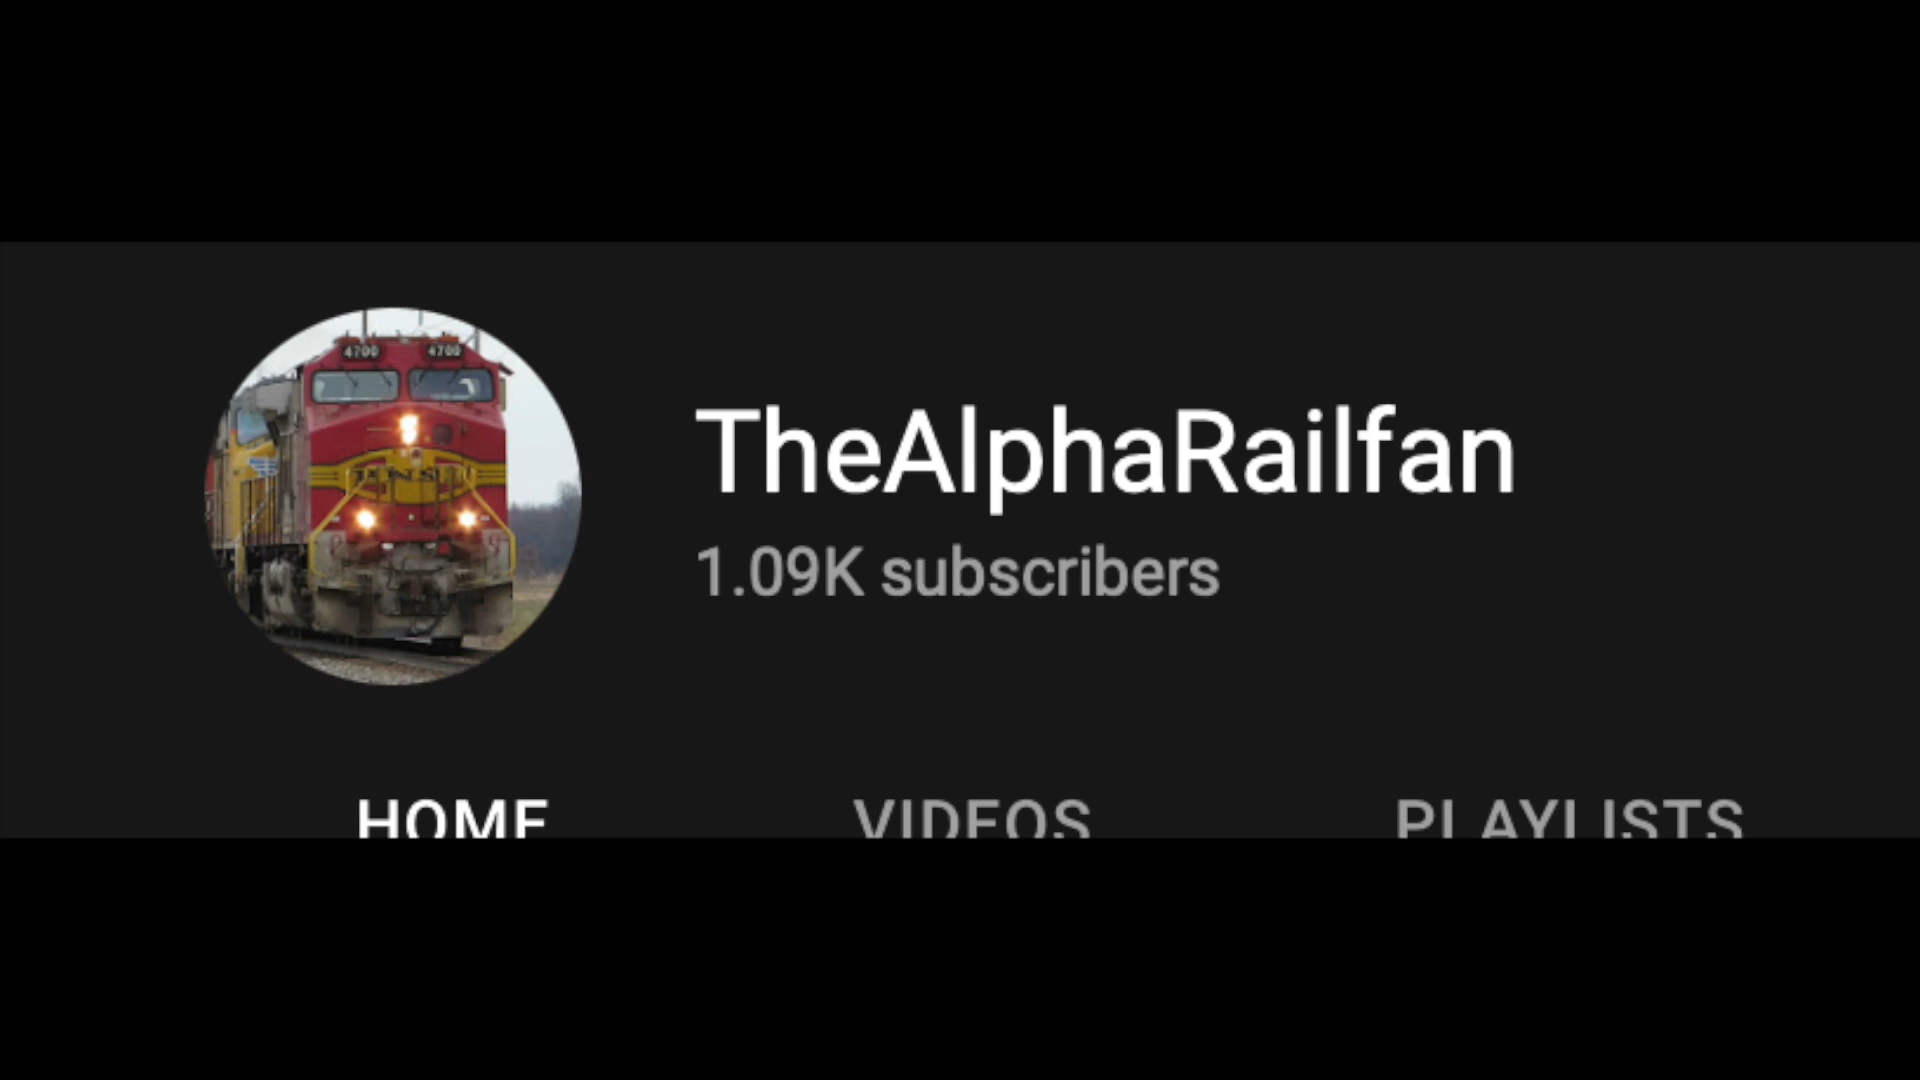 4700 4700
TheAlphaRailfan
1.09K subscribers
HOME VIDEOS PLAYLISTS